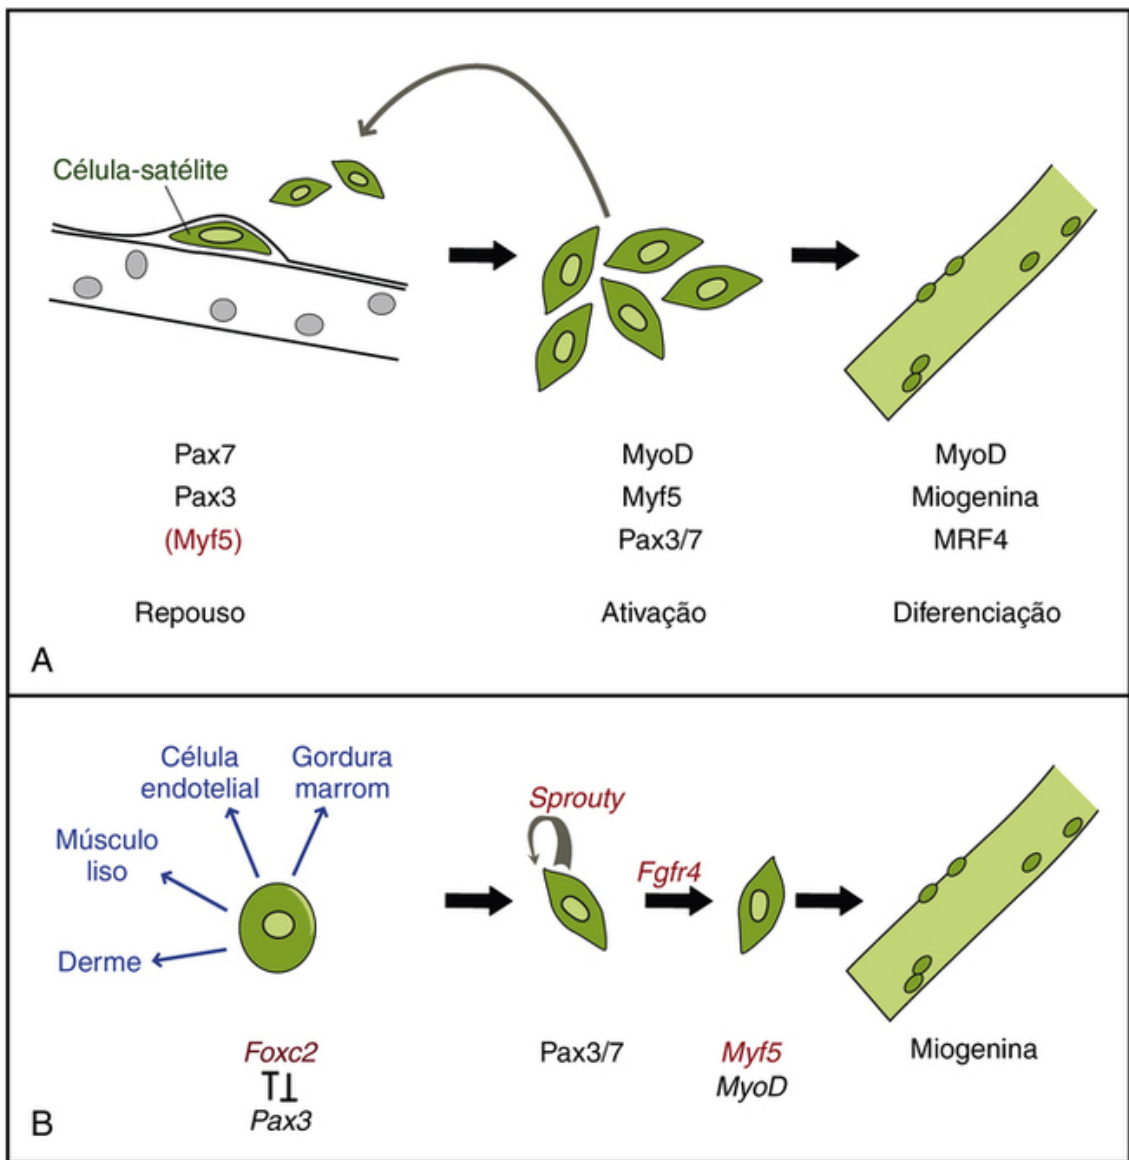 Célula-satélite
Pax7
Pax3
(Myf5)
Repouso
MyoD
Myf5
Pax3/7
Ativação
MyoD
Miogenina
MRF4
Diferenciação
A
Célula
endotelial
Gordura
marrom
Músculo
liso
Derme
Sprouty
Fgfr4
Foxc2
Pax3
Pax3/7
Myf5
MyoD
Miogenina
B